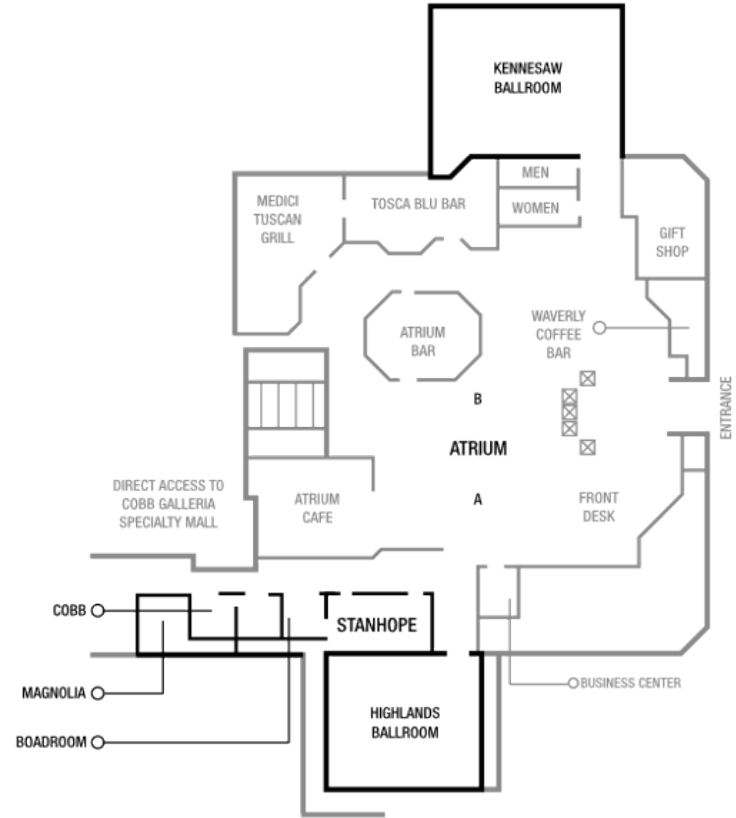 KENNESAW
BALLROOM
MEN
MEDICI
TUSCAN
GRILL
TOSCA BLU BAR
WOMEN
GIFT
SHOP
WAVERLY
COFFEE
BAR
ATRIUM
BAR
ENTRANCE
B
ATRIUM
A
DIRECT ACCESS TO
COBB GALLERIA
SPECIALTY MALL
ATRIUM
CAFE
FRONT
DESK
COBB
STANHOPE
MAGNOLIA
BUSINESS CENTER
HIGHLANDS
BALLROOM
BOADROOM